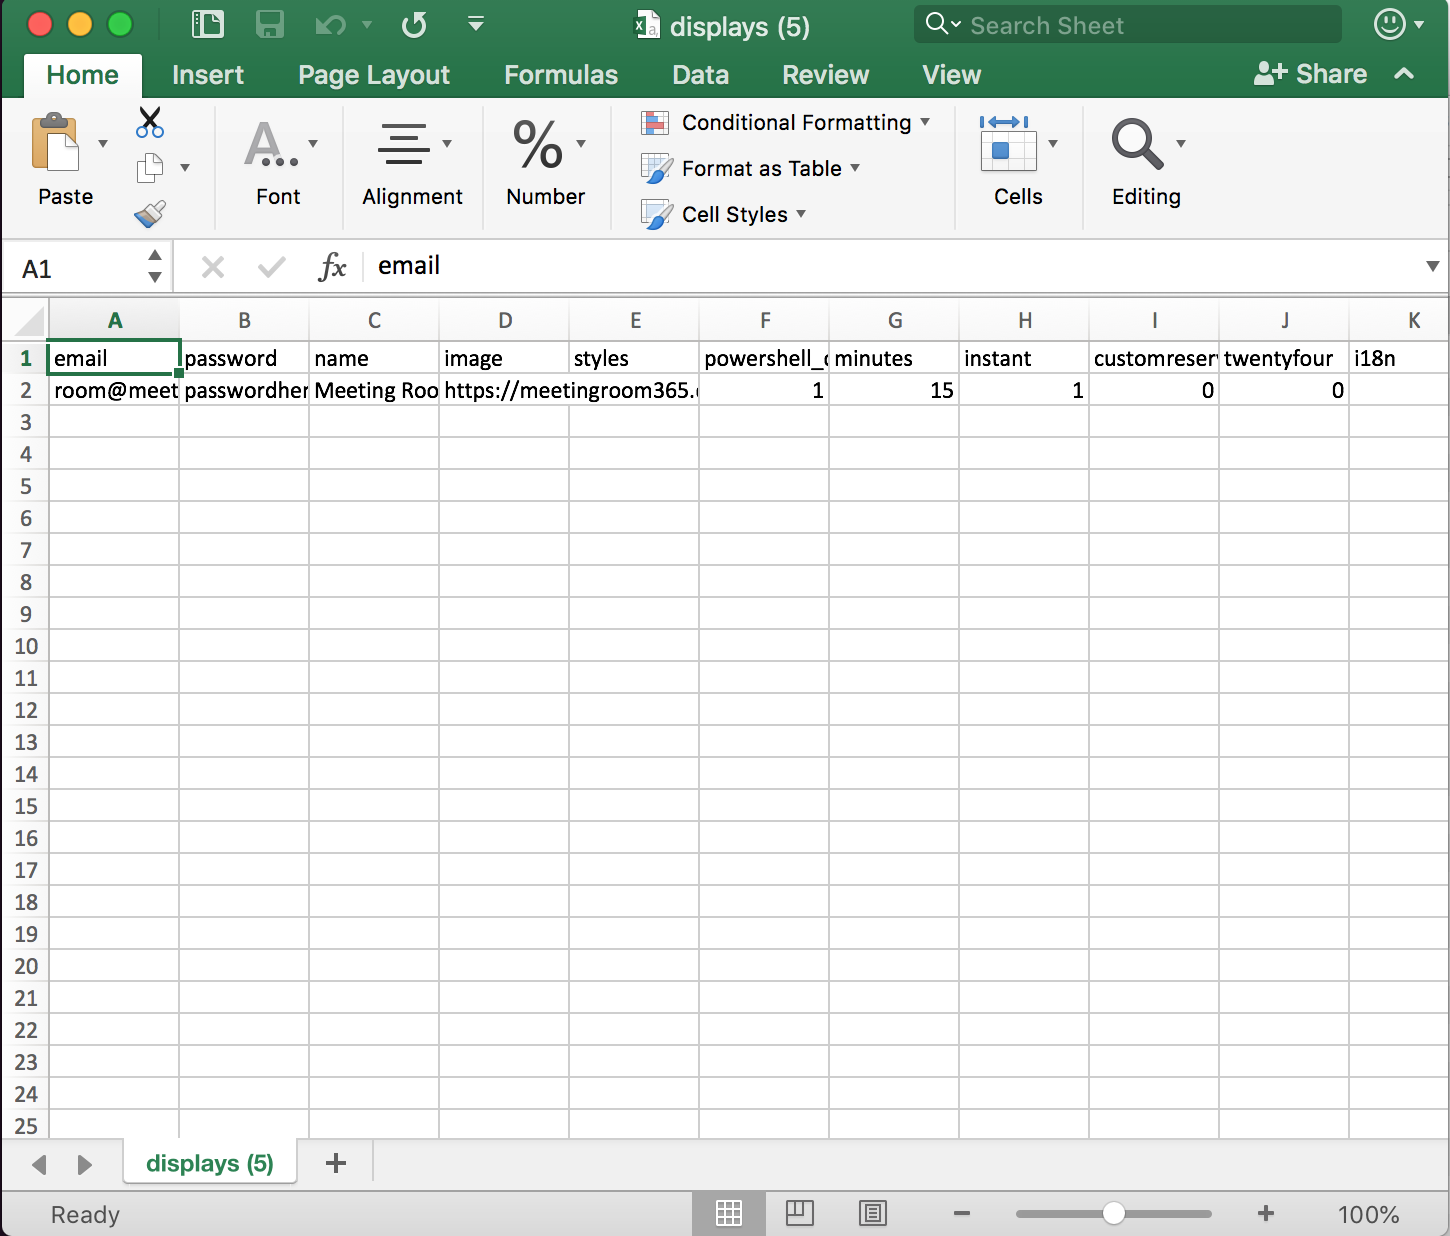 displays (5)
Search Sheet
Home Insert Page Layout Formulas Data Review View Share
Paste
Font
Alignment
%
Number
Conditional Formatting
Format as Table
Cell Styles
Cells
Editing
A1 fx email
A B C D E F G H I J K
1 email password name image styles powershell_ minutes instant customreser twentyfour i18n
2 room@meet passwordher Meeting Roo https://meetingroom365. 1 15 1 0 0
3
4
5
6
7
8
9
10
11
12
13
14
15
16
17
18
19
20
21
22
23
24
25
displays (5) +
Ready 100%